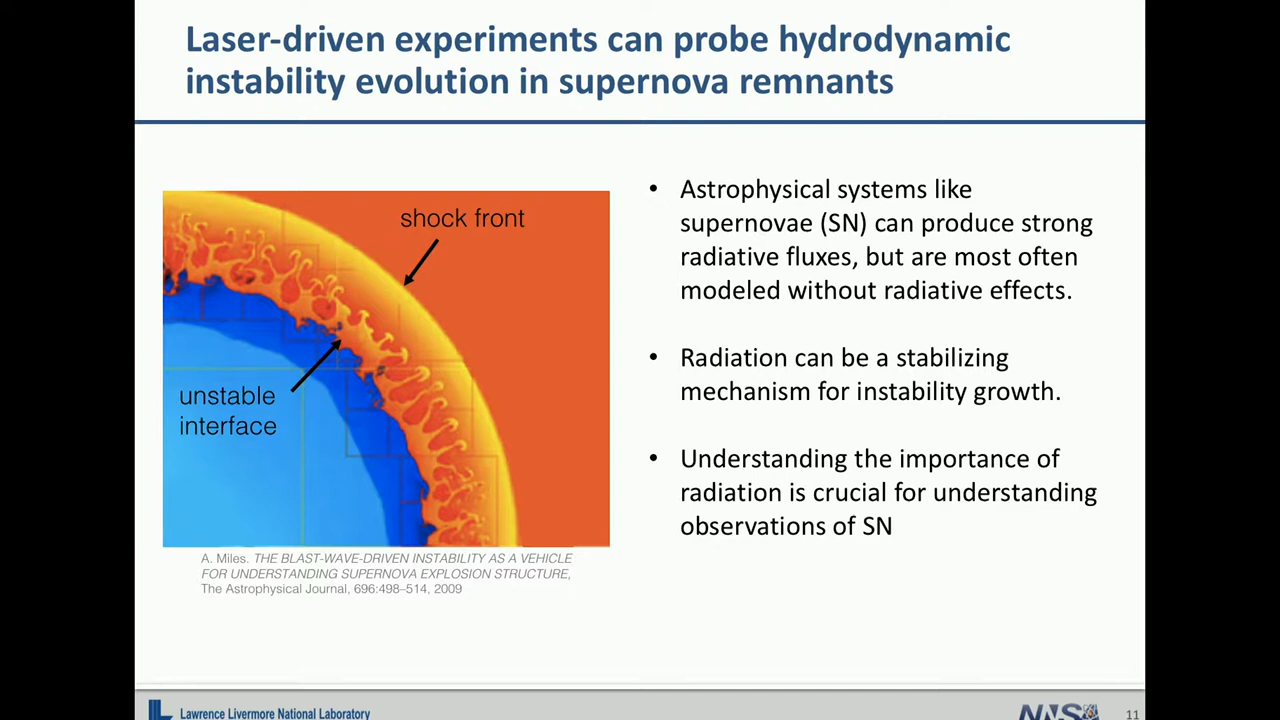 Laser-driven experiments can probe hydrodynamic
instability evolution in supernova remnants
shock front
unstable
interface
A. Miles. THE BLAST-WAVE-DRIVEN INSTABILITY AS A VEHICLE
FOR UNDERSTANDING SUPERNOVA EXPLOSION STRUCTURE,
The Astrophysical Journal, 696:498–514, 2009
• Astrophysical systems like
supernovae (SN) can produce strong
radiative fluxes, but are most often
modeled without radiative effects.
• Radiation can be a stabilizing
mechanism for instability growth.
• Understanding the importance of
radiation is crucial for understanding
observations of SN
Lawrence Livermore National Laboratory
NNSA
11